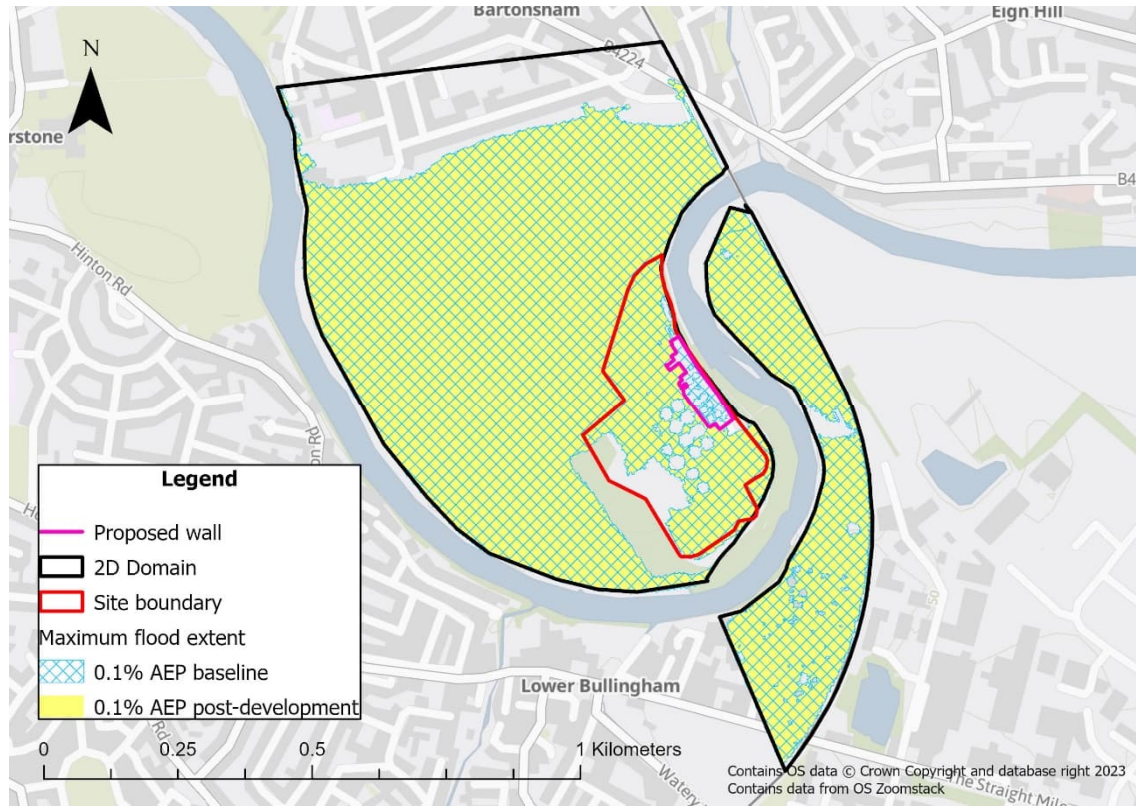 Bartonsham
Eign Hill
N
B4224
rstone
B4
Hinton Rd
Legend
Proposed wall
2D Domain
Site boundary
Maximum flood extent
0.1% AEP baseline
0.1% AEP post-development
50
Lower Bullingham
0
0.25
0.5
1 Kilometers
Rd
Watery
Contains OS data © Crown Copyright and database right 2023
Contains data from OS Zoomstack
The Straight Mile